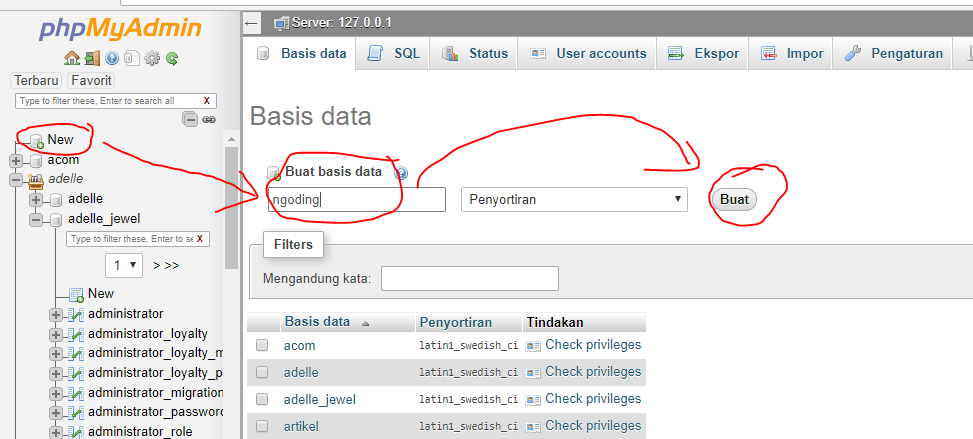 phpMyAdmin
Terbaru Favorit
Type to filter these, Enter to search all X
New
acom
adelle
adelle
adelle_jewel
Type to filter these, Enter to se X
1 > >>
New
administrator
administrator_loyalty
administrator_loyalty_m
administrator_loyalty_p
administrator_migration
administrator_password
administrator_role
Server: 127.0.0.1
Basis data SQL Status User accounts Ekspor Impor Pengaturan
Basis data
Buat basis data
ngoding Penyortiran Buat
Filters
Mengandung kata:
Basis data Penyortiran Tindakan
acom latin1_swedish_ci Check privileges
adelle latin1_swedish_ci Check privileges
adelle_jewel latin1_swedish_ci Check privileges
artikel latin1_swedish_ci Check privileges